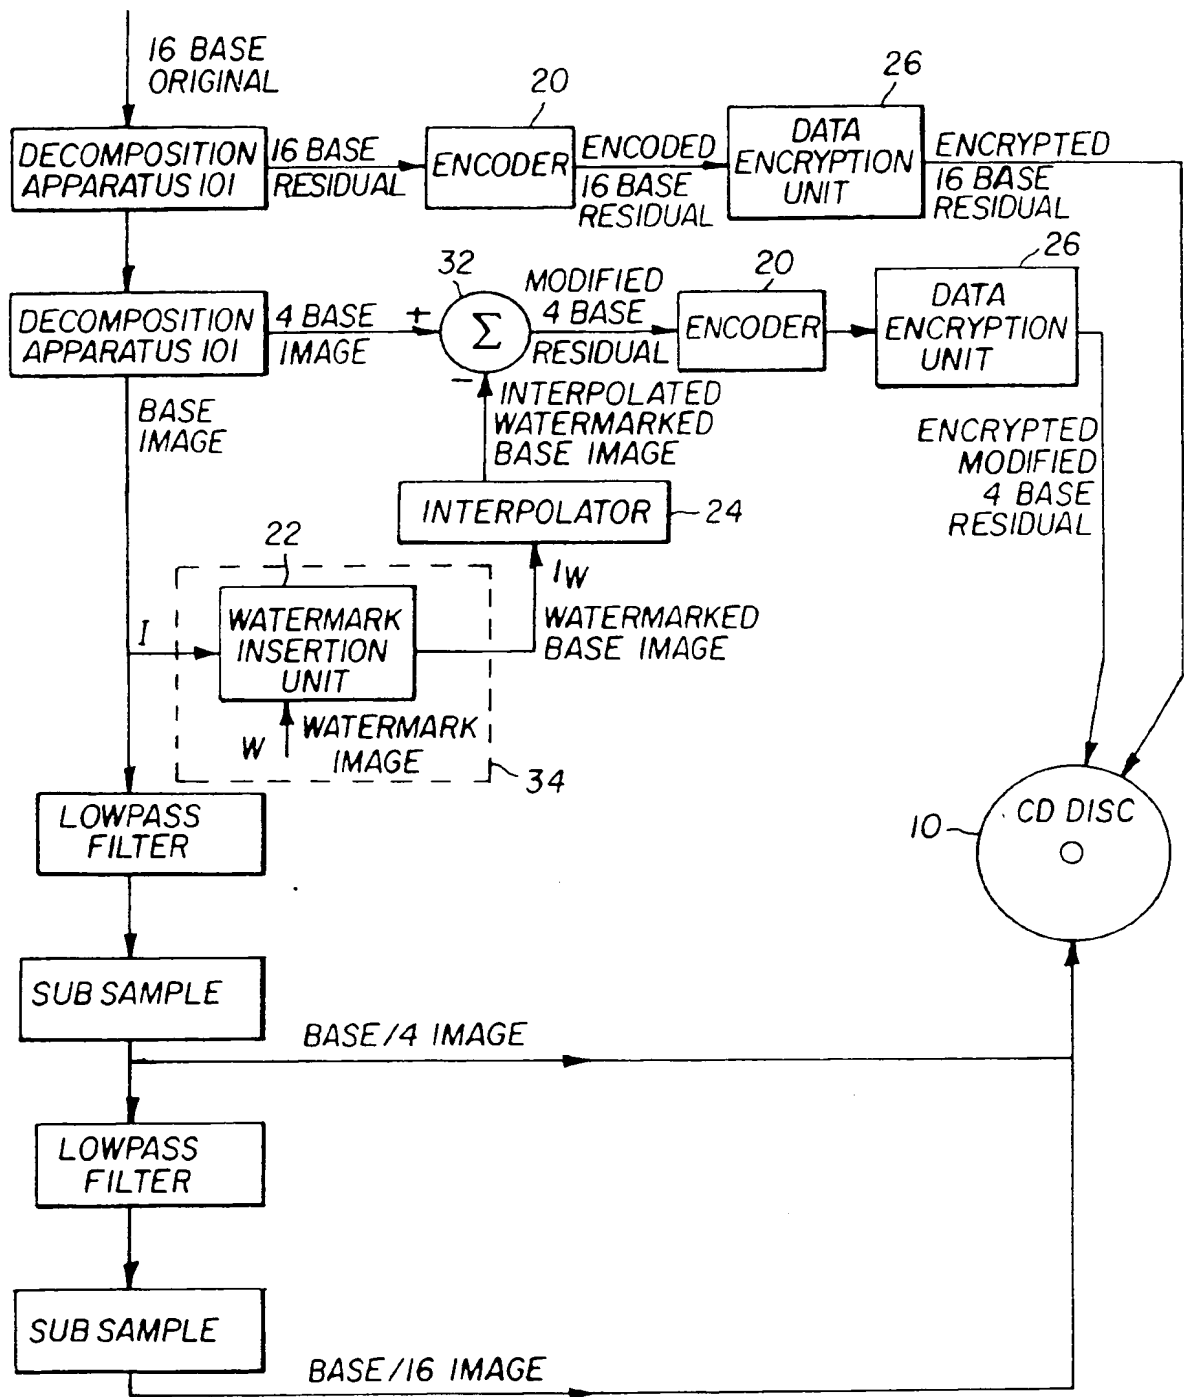 16 BASE
ORIGINAL
DECOMPOSITION
APPARATUS 101
16 BASE
RESIDUAL
20
ENCODER
ENCODED
16 BASE
RESIDUAL
26
DATA
ENCRYPTION
UNIT
ENCRYPTED
16 BASE
RESIDUAL
DECOMPOSITION
APPARATUS 101
4 BASE
IMAGE
+
32
Σ
-
MODIFIED
4 BASE
RESIDUAL
20
ENCODER
26
DATA
ENCRYPTION
UNIT
BASE
IMAGE
INTERPOLATED
WATERMARKED
BASE IMAGE
ENCRYPTED
MODIFIED
4 BASE
RESIDUAL
INTERPOLATOR
24
22
I
WATERMARK
INSERTION
UNIT
IW
WATERMARKED
BASE IMAGE
W
WATERMARK
IMAGE
34
LOWPASS
FILTER
10
CD DISC
SUB SAMPLE
BASE/4 IMAGE
LOWPASS
FILTER
SUB SAMPLE
BASE/16 IMAGE